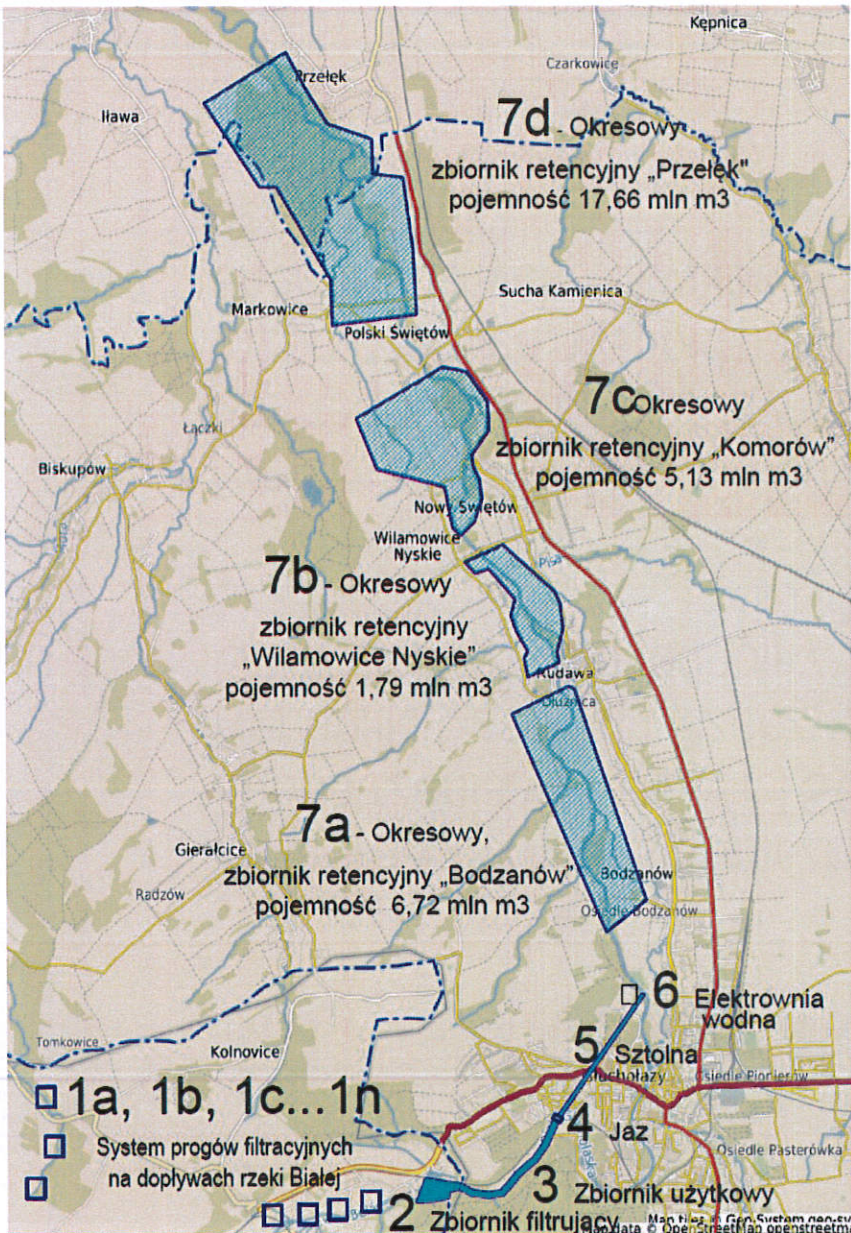 Kępnica
Czarkowice
Przełęk
Iława
7d - Okresowy
zbiornik retencyjny „Przełęk"
pojemność 17,66 mln m3
Sucha Kamienica
Markowice
Polski Świętów
7c Okresowy
zbiornik retencyjny „Komorów"
pojemność 5,13 mln m3
Łączki
Biskupów
Nowy Świętów
Wilamowice
Nyskie
7b - Okresowy
zbiornik retencyjny
„Wilamowice Nyskie"
pojemność 1,79 mln m3
Rudawa
7a - Okresowy,
zbiornik retencyjny „Bodzanów"
pojemność 6,72 mln m3
Gierałcice
Radzów
Bodzanów
Osiedle Bodzanów
6 Elektrownia
wodna
5 Sztolna
Tomkowice
Kolnovice
Głuchołazy
Osiedle Pionierów
1a, 1b, 1c...1n
System progów filtracyjnych
na dopływach rzeki Białej
4 Jaz
Osiedle Pasterówka
3 Zbiornik użytkowy
2 Zbiornik filtrujący